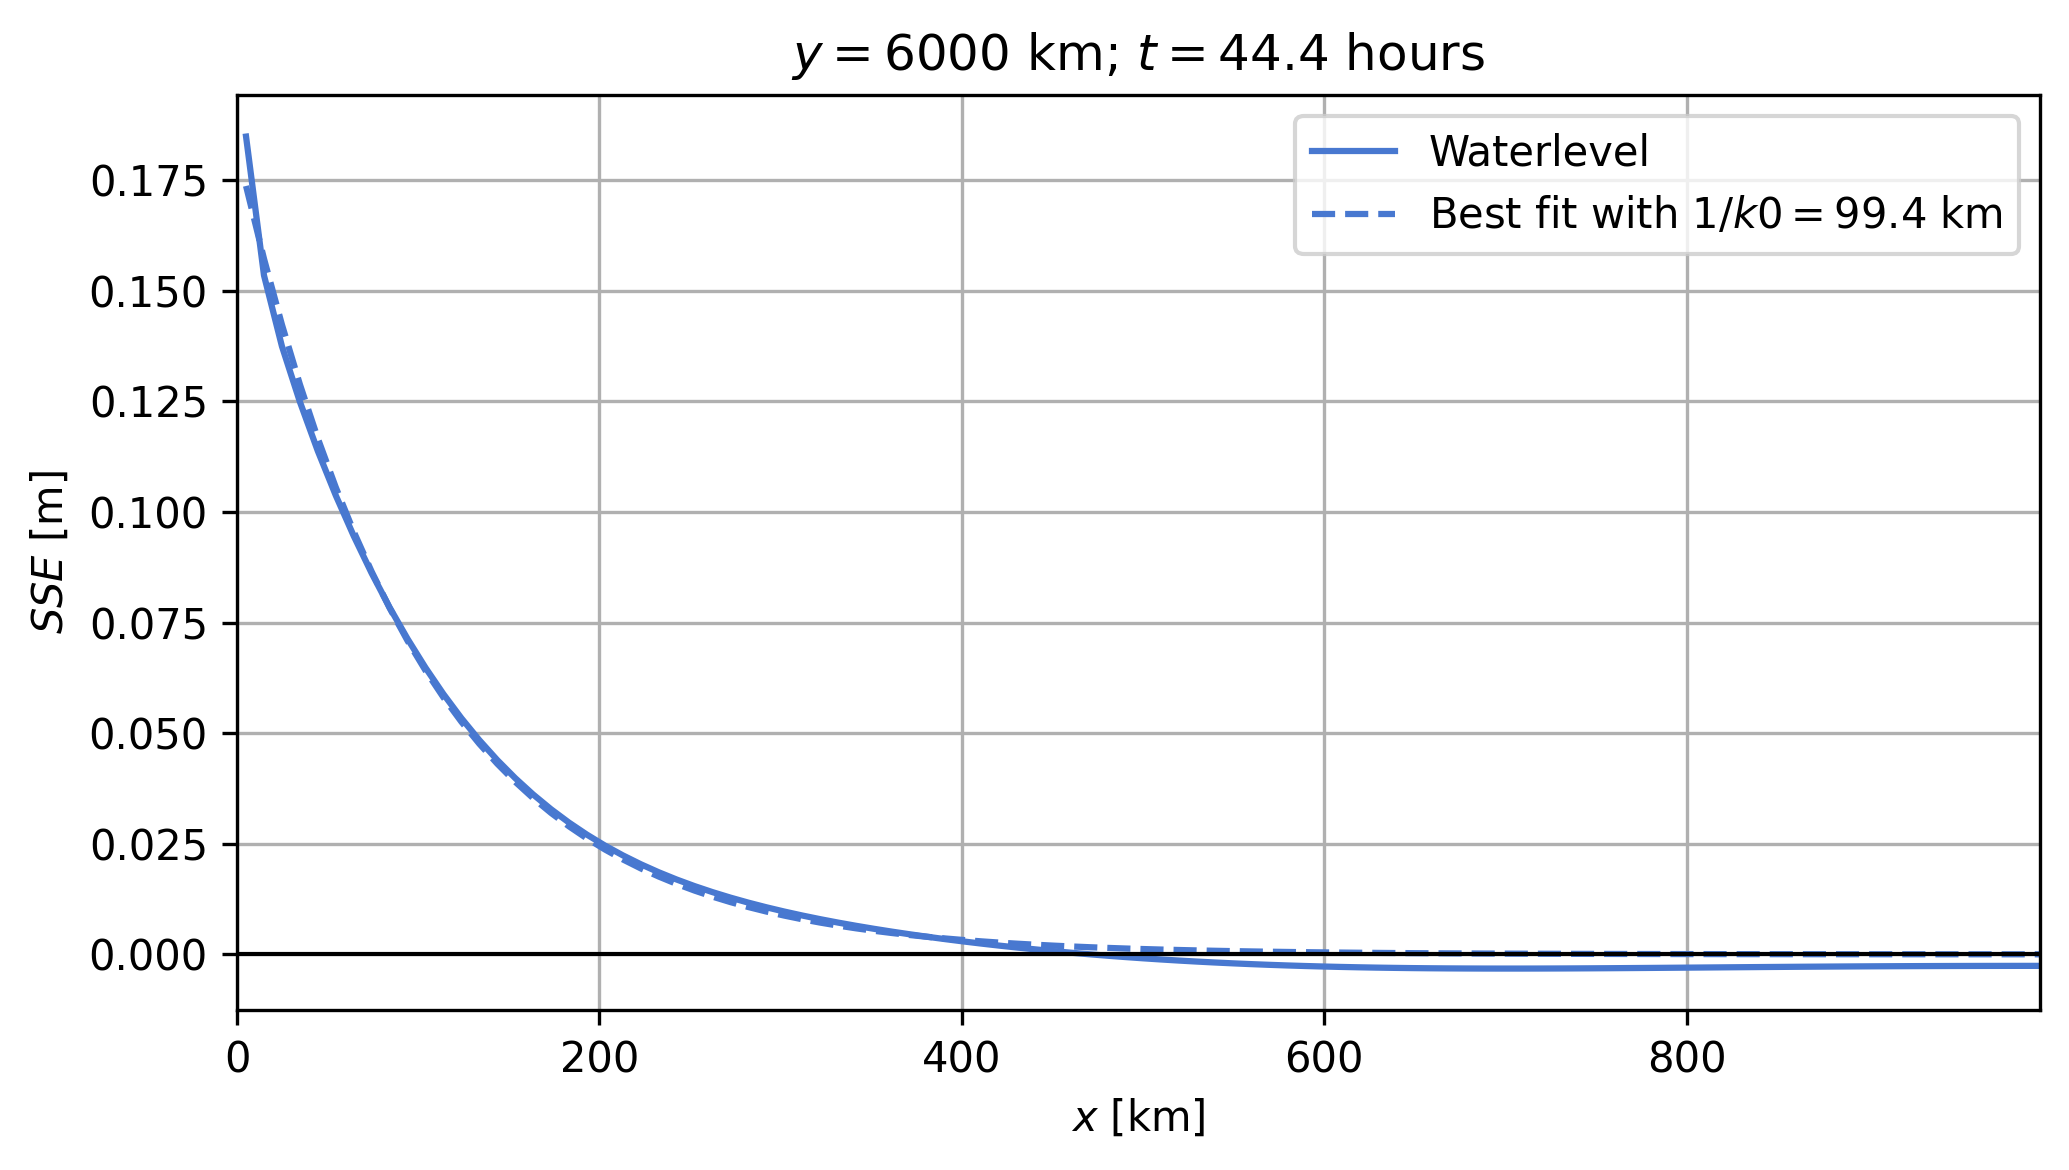 y = 6000 km; t = 44.4 hours
Waterlevel
Best fit with 1/k0 = 99.4 km
SSE [m]
0.175
0.150
0.125
0.100
0.075
0.050
0.025
0.000
0 200 400 600 800
x [km]